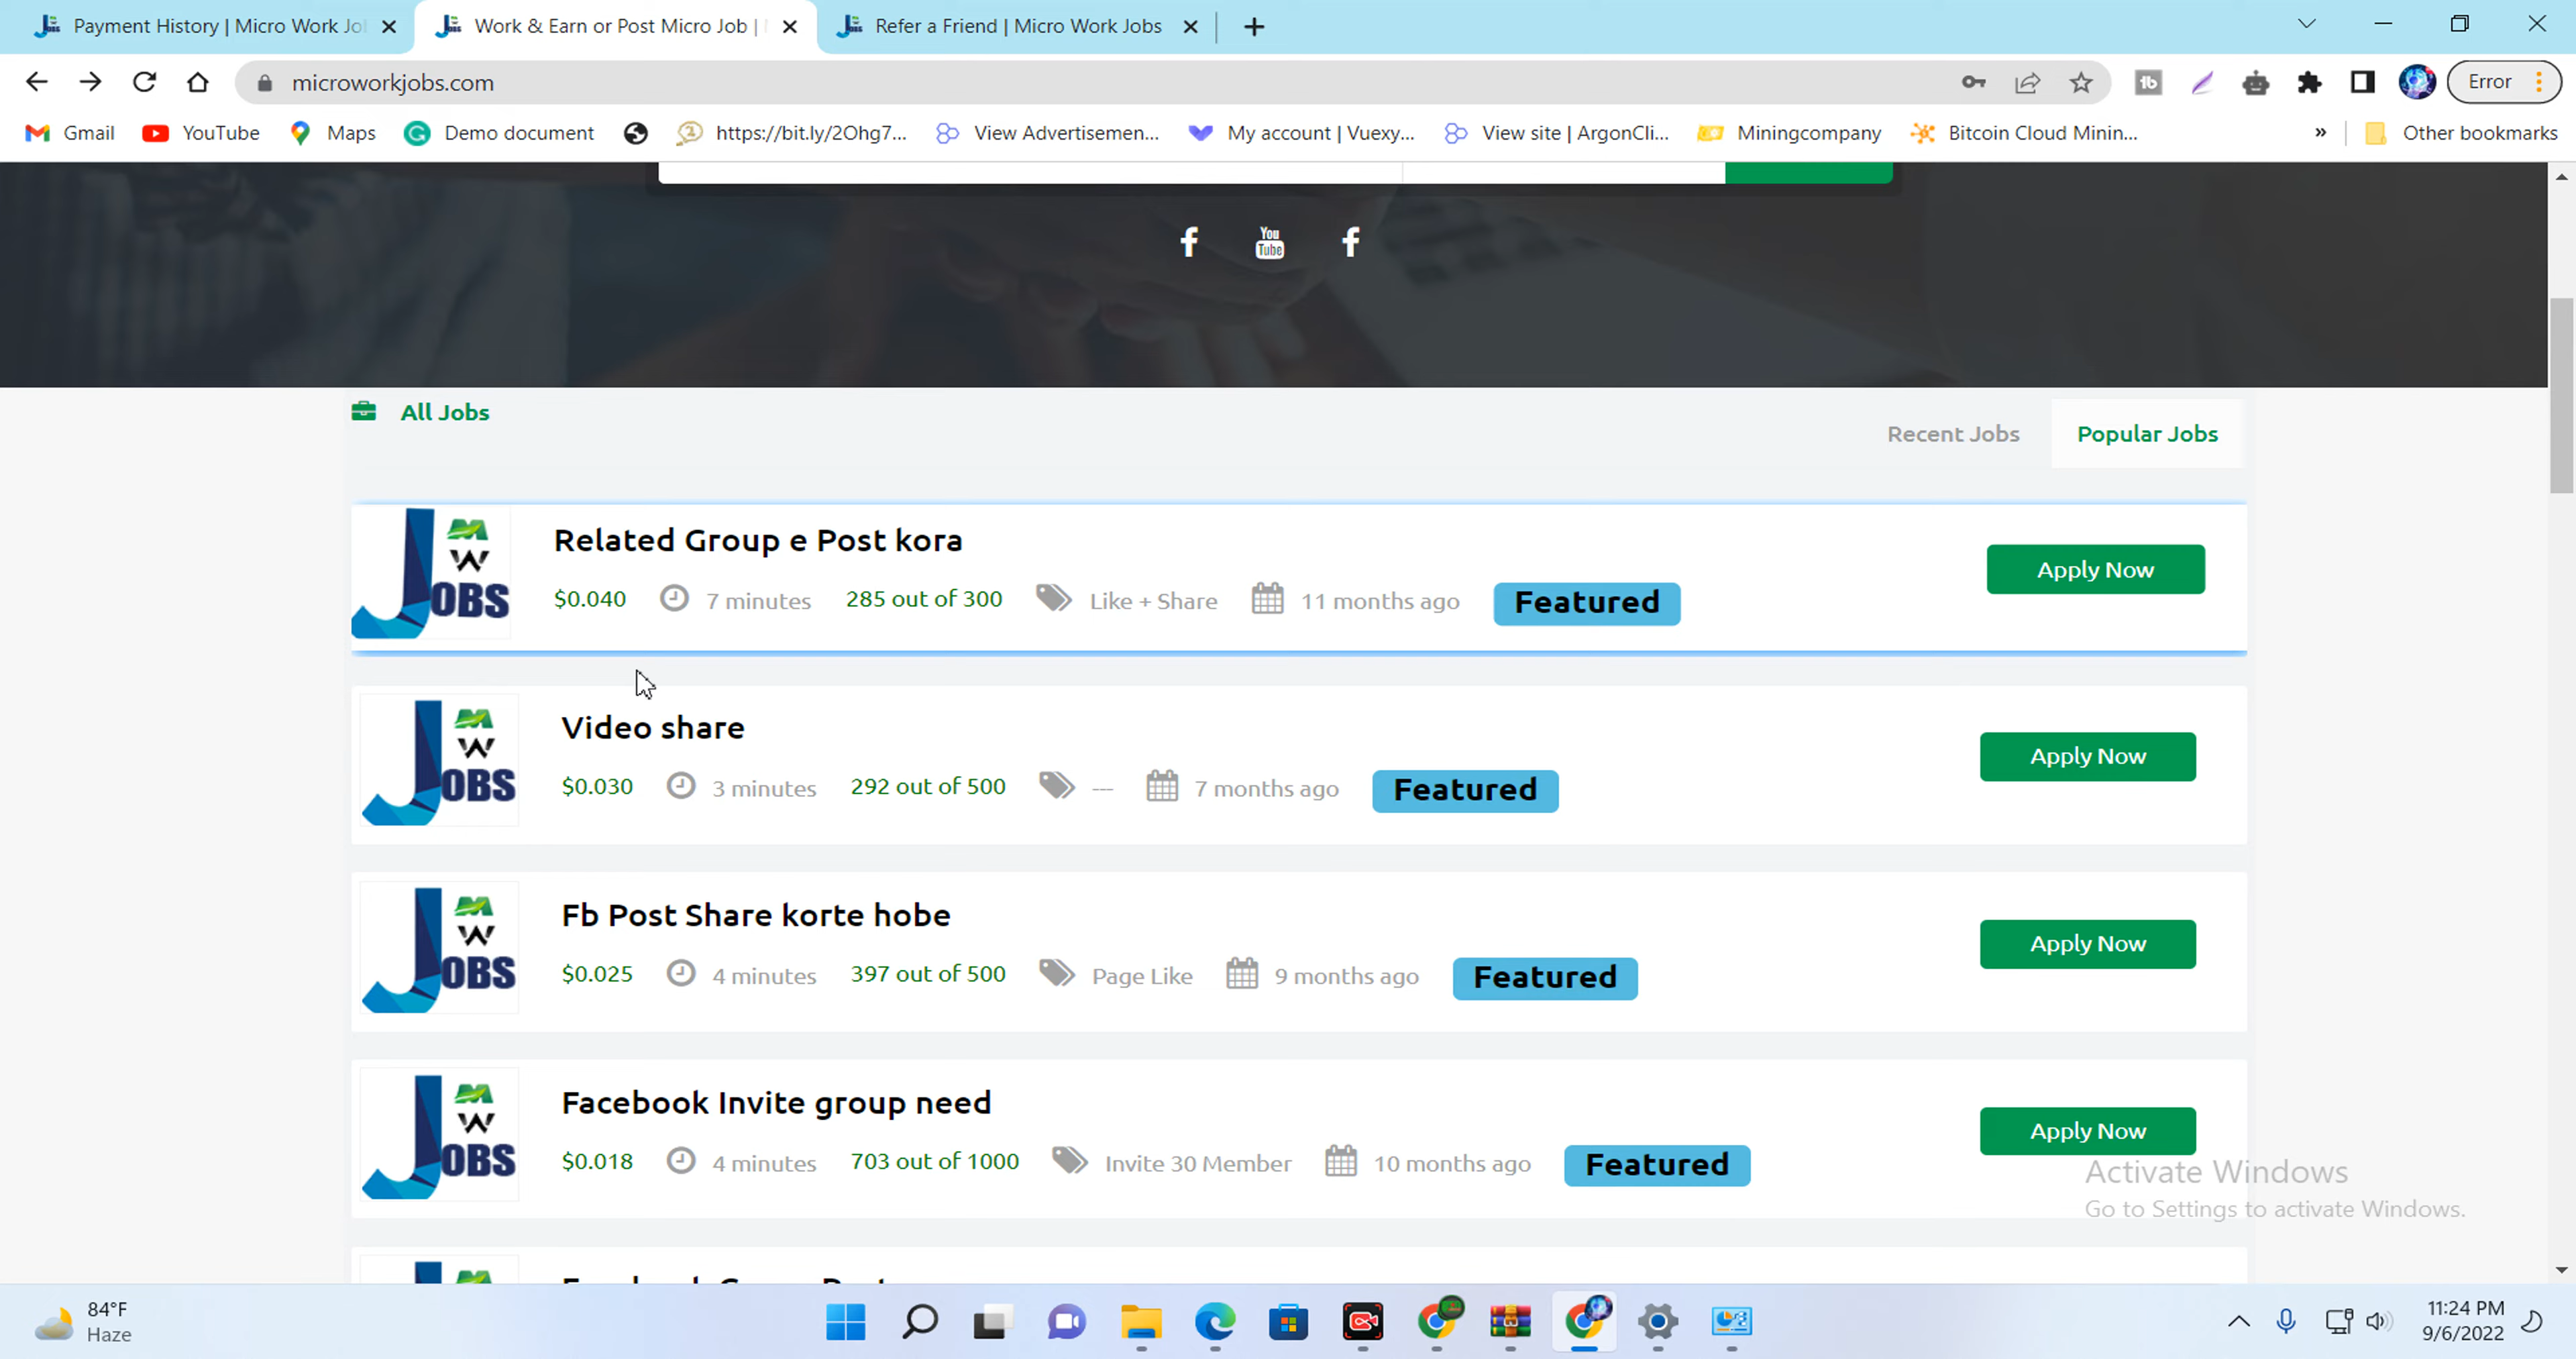 Payment History | Micro Work Jo
Work & Earn or Post Micro Job |
Refer a Friend | Micro Work Jobs
microworkjobs.com
Error
Gmail
YouTube
Maps
Demo document
https://bit.ly/2Ohg7...
View Advertisemen...
My account | Vuexy...
View site | ArgonCli...
Miningcompany
Bitcoin Cloud Minin...
»
Other bookmarks
You
Tube
All Jobs
Recent Jobs
Popular Jobs
M
W
JOBS
Related Group e Post kora
$0.040
7 minutes
285 out of 300
Like + Share
11 months ago
Featured
Apply Now
M
W
JOBS
Video share
$0.030
3 minutes
292 out of 500
---
7 months ago
Featured
Apply Now
M
W
JOBS
Fb Post Share korte hobe
$0.025
4 minutes
397 out of 500
Page Like
9 months ago
Featured
Apply Now
M
W
JOBS
Facebook Invite group need
$0.018
4 minutes
703 out of 1000
Invite 30 Member
10 months ago
Featured
Apply Now
Activate Windows
Go to Settings to activate Windows.
84°F
Haze
11:24 PM
9/6/2022